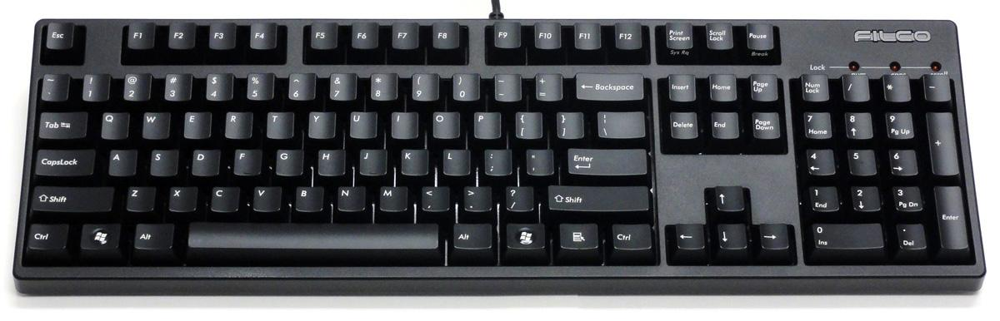 Esc F1 F2 F3 F4 F5 F6 F7 F8 F9 F10 F11 F12 Print Screen Scroll Lock Pause FILCO
Sys Rq Break
Lock
~ ! @ # $ % ^ & * ( ) _ + ← Backspace Insert Home Page Up Num Lock / * -
` 1 2 3 4 5 6 7 8 9 0 - =
Tab Q W E R T Y U I O P { } | Delete End Page Down 7 8 9 +
[ ] \ Home ↑ Pg Up
CapsLock A S D F G H J K L : " Enter 4 5 6
; ' ← →
⇧ Shift Z X C V B N M < > ? ⇧ Shift ↑ 1 2 3 Enter
, . / End ↓ Pg Dn
Ctrl Alt Alt Ctrl ← ↓ → 0 .
Ins Del